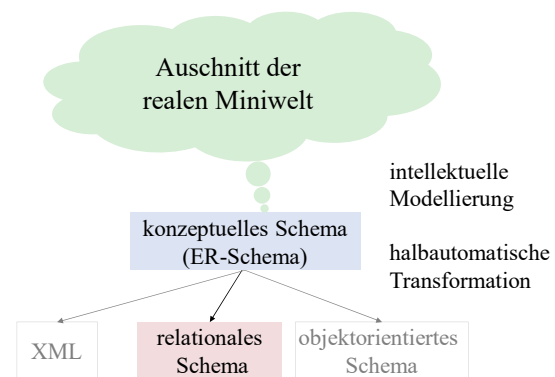 Auschnitt der
realen Miniwelt
intellektuelle
Modellierung
konzeptuelles Schema
(ER-Schema)
halbautomatische
Transformation
XML
relationales
Schema
objektorientiertes
Schema